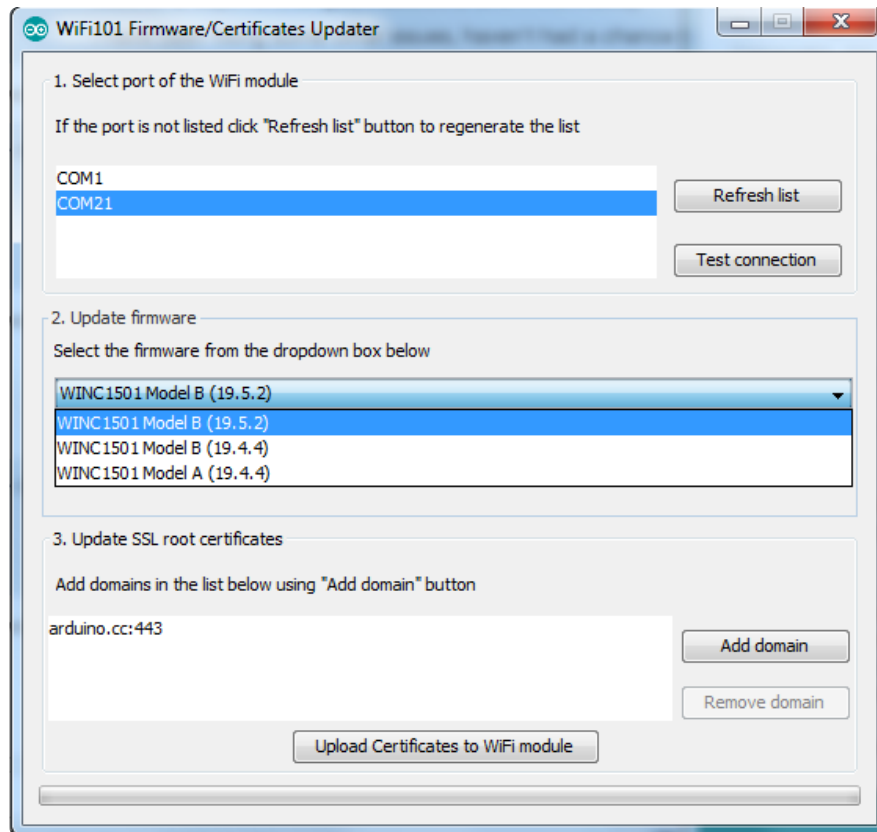 WiFi101 Firmware/Certificates Updater
1. Select port of the WiFi module
If the port is not listed click "Refresh list" button to regenerate the list
COM1
COM21
Refresh list
Test connection
2. Update firmware
Select the firmware from the dropdown box below
WINC1501 Model B (19.5.2)
WINC1501 Model B (19.5.2)
WINC1501 Model B (19.4.4)
WINC1501 Model A (19.4.4)
3. Update SSL root certificates
Add domains in the list below using "Add domain" button
arduino.cc:443
Add domain
Remove domain
Upload Certificates to WiFi module